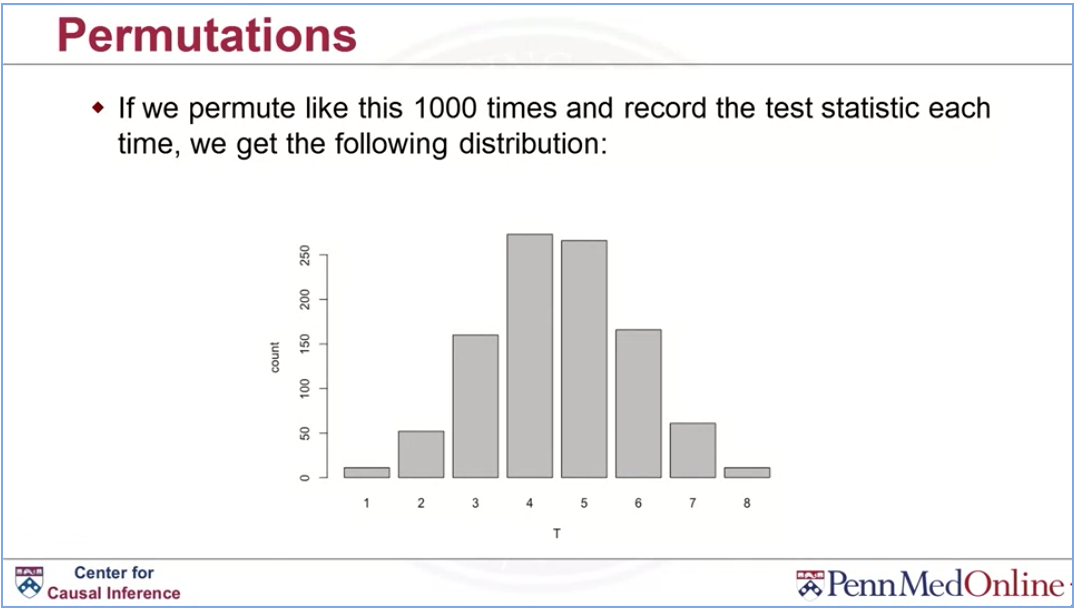 Permutations
If we permute like this 1000 times and record the test statistic each
time, we get the following distribution:
250
200
150
100
50
0
count
1 2 3 4 5 6 7 8
T
Center for
Causal Inference
PennMedOnline